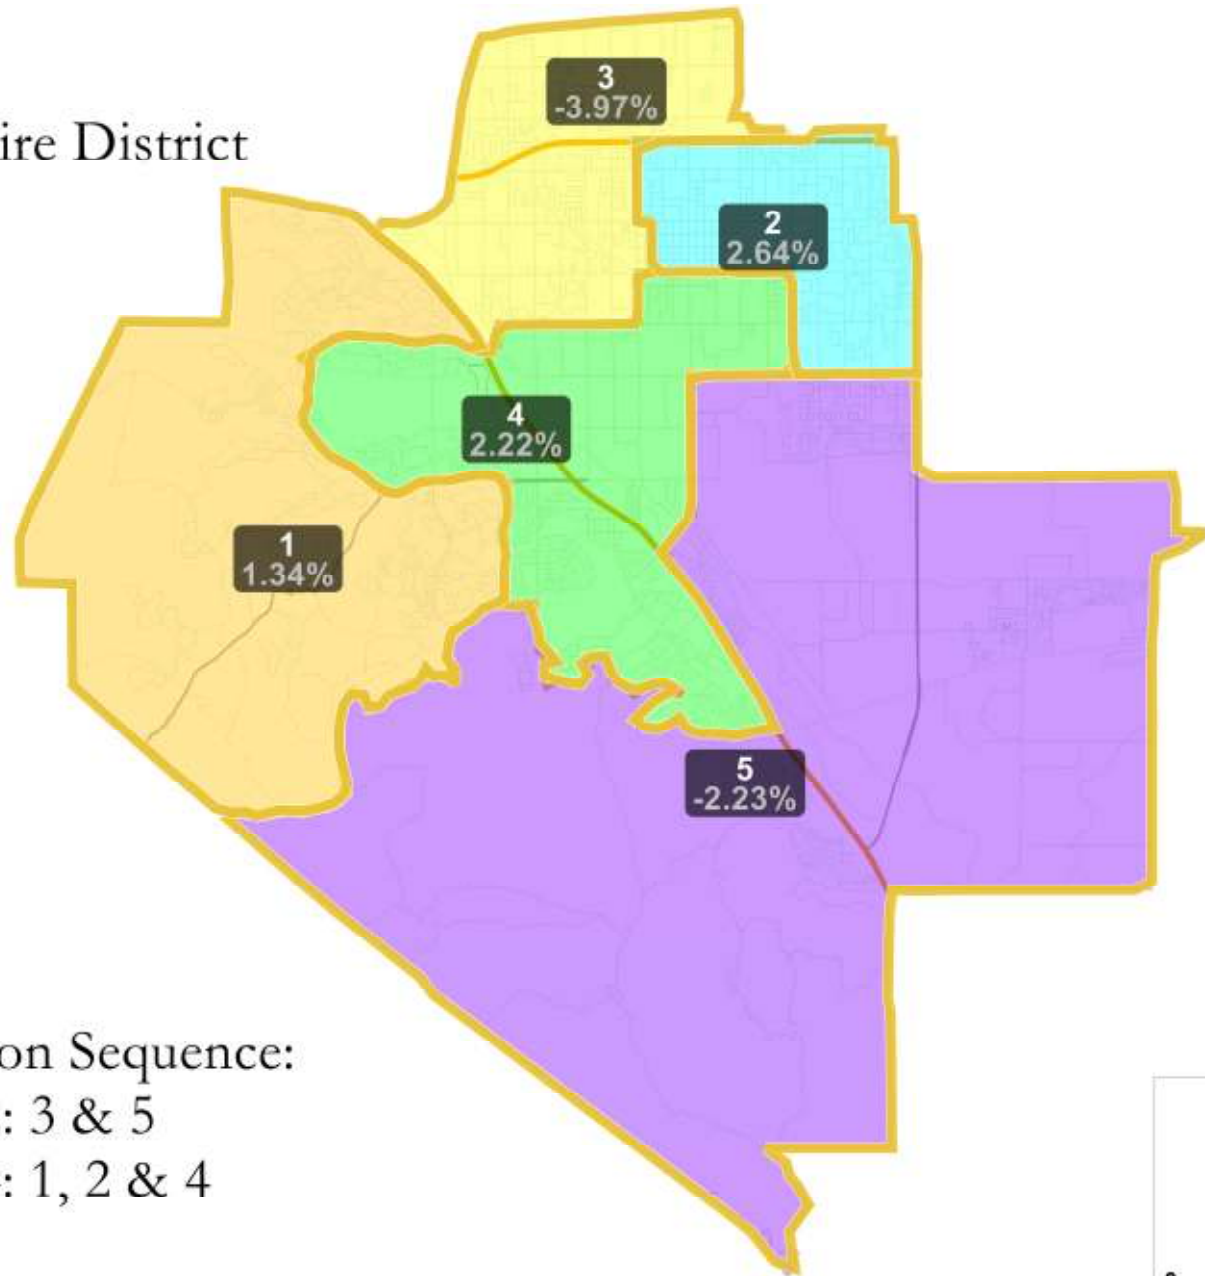 3
-3.97%
ire District
2
2.64%
4
2.22%
1
1.34%
5
-2.23%
on Sequence:
: 3 & 5
: 1, 2 & 4